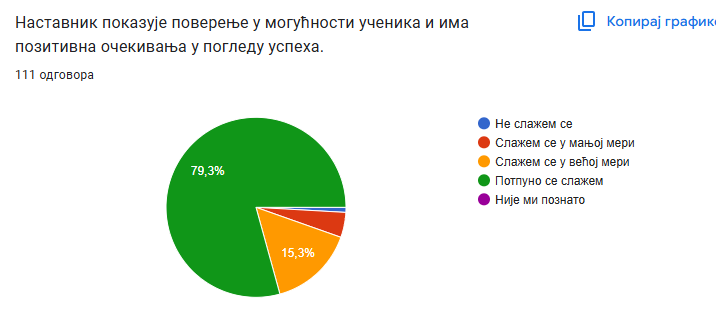 Наставник показује поверење у могућности ученика и има
позитивна очекивања у погледу успеха.
Копирај графико
111 одговора
Не слажем се
Слажем се у мањој мери
Слажем се у већој мери
Потпуно се слажем
Није ми познато
79,3%
15,3%